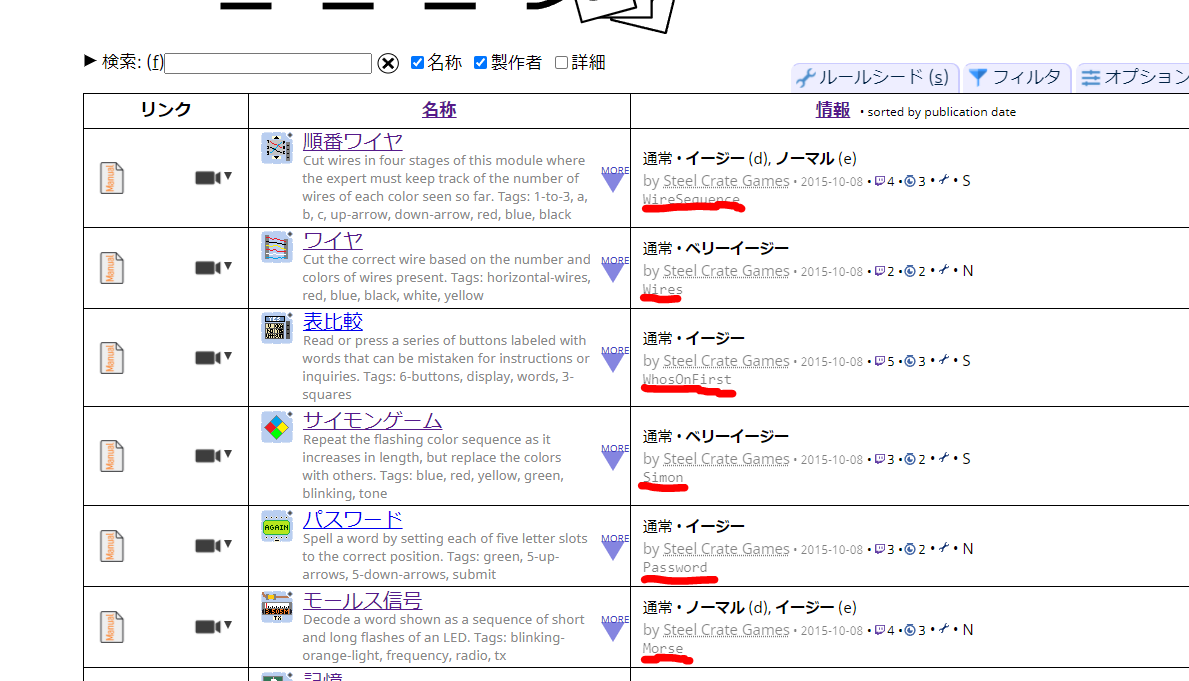 ▶ 検索: (f) 名称 製作者 詳細
ルールシード (s) フィルタ オプション
リンク 名称 情報 • sorted by publication date
Manual
順番ワイヤ
Cut wires in four stages of this module where
the expert must keep track of the number of
wires of each color seen so far. Tags: 1-to-3, a,
b, c, up-arrow, down-arrow, red, blue, black
MORE
通常・イージー (d), ノーマル (e)
by Steel Crate Games • 2015-10-08 • 4 • 3 • • S
WireSequence
Manual
ワイヤ
Cut the correct wire based on the number and
colors of wires present. Tags: horizontal-wires,
red, blue, black, white, yellow
MORE
通常・ベリーイージー
by Steel Crate Games • 2015-10-08 • 2 • 2 • • N
Wires
Manual
表比較
Read or press a series of buttons labeled with
words that can be mistaken for instructions or
inquiries. Tags: 6-buttons, display, words, 3-
squares
MORE
通常・イージー
by Steel Crate Games • 2015-10-08 • 5 • 3 • • S
WhosOnFirst
Manual
サイモンゲーム
Repeat the flashing color sequence as it
increases in length, but replace the colors
with others. Tags: blue, red, yellow, green,
blinking, tone
MORE
通常・ベリーイージー
by Steel Crate Games • 2015-10-08 • 3 • 2 • • S
Simon
Manual
AGAIN
パスワード
Spell a word by setting each of five letter slots
to the correct position. Tags: green, 5-up-
arrows, 5-down-arrows, submit
MORE
通常・イージー
by Steel Crate Games • 2015-10-08 • 3 • 2 • • N
Password
Manual
TX
モールス信号
Decode a word shown as a sequence of short
and long flashes of an LED. Tags: blinking-
orange-light, frequency, radio, tx
MORE
通常・ノーマル (d), イージー (e)
by Steel Crate Games • 2015-10-08 • 4 • 3 • • N
Morse